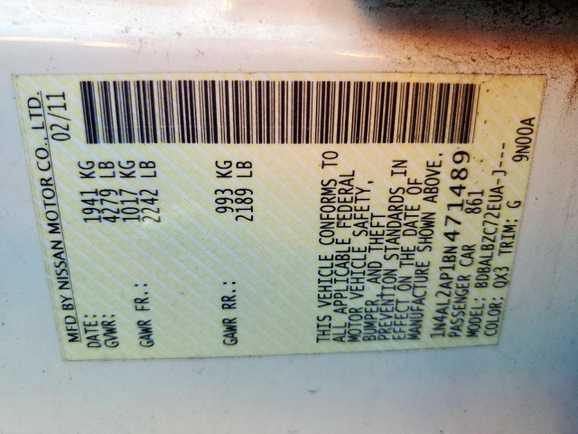 MFD BY NISSAN MOTOR CO., LTD.
DATE: 02/11
GVWR: 1941 KG
4279 LB
GAWR FR.: 1017 KG
2242 LB
GAWR RR.: 993 KG
2189 LB
THIS VEHICLE CONFORMS TO
ALL APPLICABLE FEDERAL
MOTOR VEHICLE SAFETY,
BUMPER, AND THEFT
PREVENTION STANDARDS IN
EFFECT ON THE DATE OF
MANUFACTURE SHOWN ABOVE.
1N4AL2AP1BN471489
PASSENGER CAR 861
MODEL: BDBALBZC72EUA-J---
COLOR: QX3 TRIM: G 9N00A